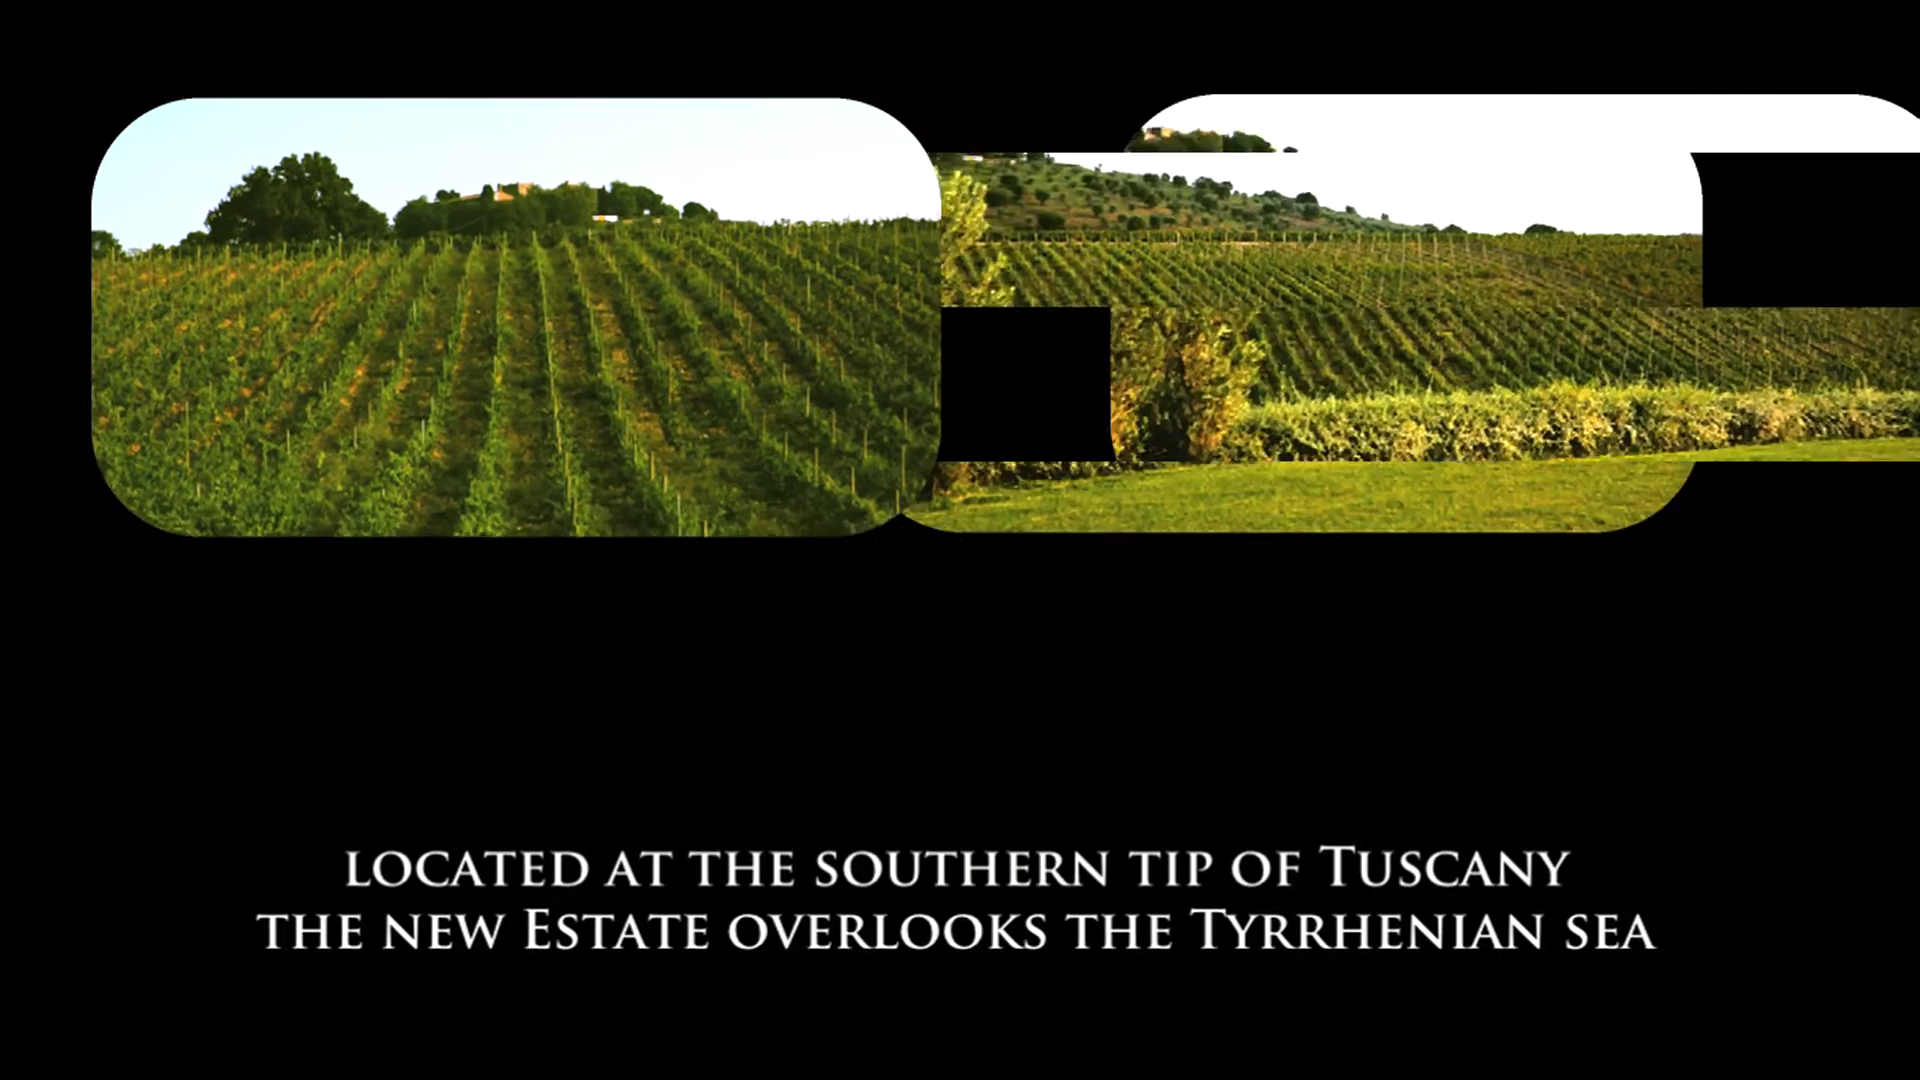 LOCATED AT THE SOUTHERN TIP OF TUSCANY
THE NEW ESTATE OVERLOOKS THE TYRRHENIAN SEA